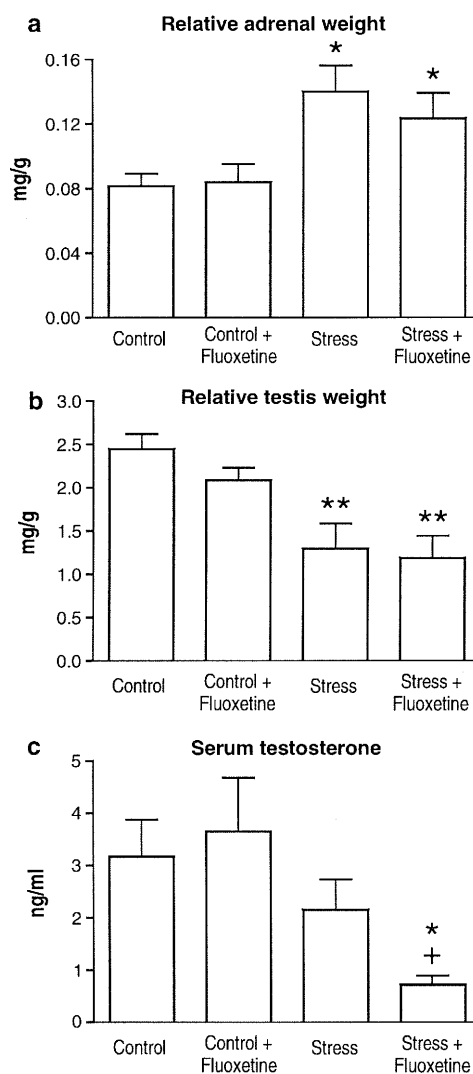 a Relative adrenal weight
0.16
0.12
0.08
0.04
0.00
mg/g
* *
Control Control + Fluoxetine Stress Stress + Fluoxetine
b Relative testis weight
3.0
2.5
2.0
1.5
1.0
0.5
0.0
mg/g
** **
Control Control + Fluoxetine Stress Stress + Fluoxetine
c Serum testosterone
5
4
3
2
1
0
ng/ml
*
+
Control Control + Fluoxetine Stress Stress + Fluoxetine